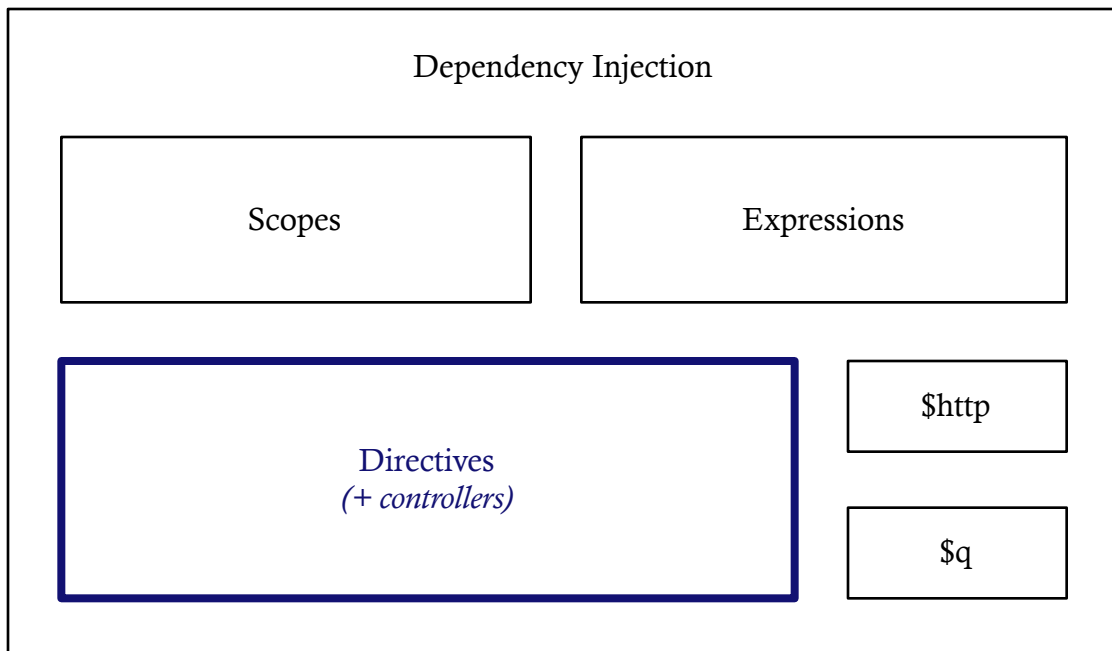 Dependency Injection
Scopes
Expressions
Directives
(+ controllers)
$http
$q